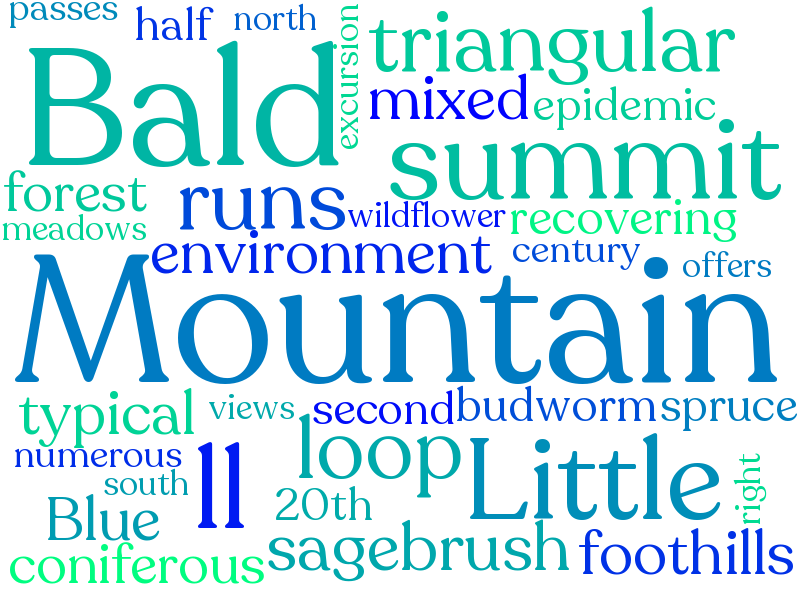 passes
half
north
excursion
triangular
Bald
mixed
epidemic
summit
forest
runs
wildflower
recovering
meadows
environment
century
offers
Mountain
typical
views
second
budworm
spruce
numerous
ll
loop
Little
south
right
Blue
20th
sagebrush
foothills
coniferous